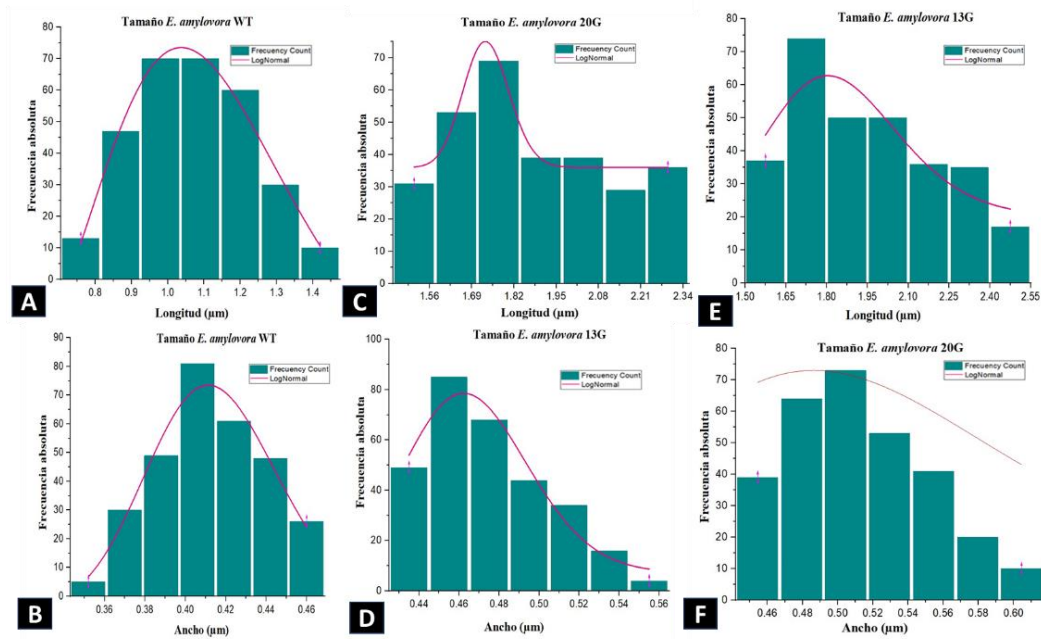 Tamaño E. amylovora WT
Frecuency Count
LogNormal
Frecuencia absoluta
80
70
60
50
40
30
20
10
0
0.8 0.9 1.0 1.1 1.2 1.3 1.4
Longitud (µm)
A
Tamaño E. amylovora 20G
Frecuency Count
LogNormal
Frecuencia absoluta
80
70
60
50
40
30
20
10
0
1.56 1.69 1.82 1.95 2.08 2.21 2.34
Longitud (µm)
C
Tamaño E. amylovora 13G
Frecuency Count
LogNormal
Frecuencia absoluta
80
70
60
50
40
30
20
10
0
1.50 1.65 1.80 1.95 2.10 2.25 2.40 2.55
Longitud (µm)
E
Tamaño E. amylovora WT
Frecuency Count
LogNormal
Frecuencia absoluta
90
80
70
60
50
40
30
20
10
0
0.36 0.38 0.40 0.42 0.44 0.46
Ancho (µm)
B
Tamaño E. amylovora 13G
Frecuency Count
LogNormal
Frecuencia absoluta
100
80
60
40
20
0
0.44 0.46 0.48 0.50 0.52 0.54 0.56
Ancho (µm)
D
Tamaño E. amylovora 20G
Frecuency Count
LogNormal
Frecuencia absoluta
80
70
60
50
40
30
20
10
0
0.46 0.48 0.50 0.52 0.54 0.56 0.58 0.60
Ancho (µm)
F